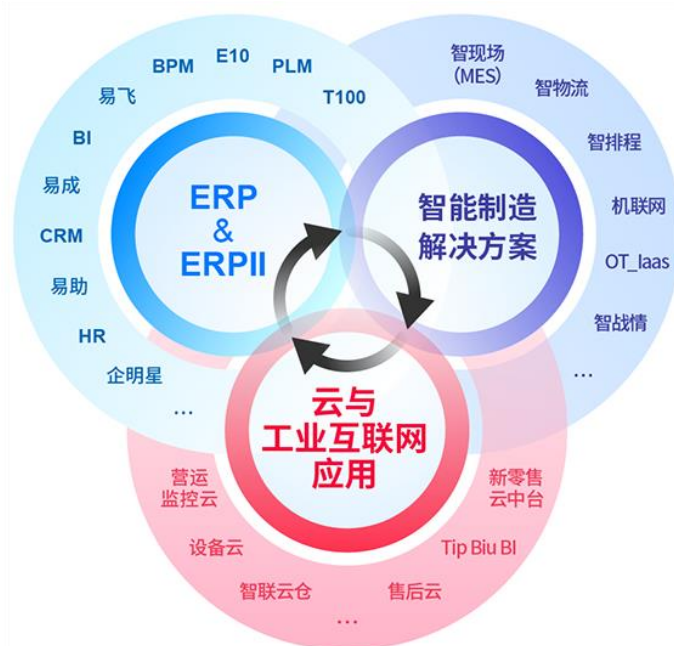 E10
BPM
PLM
易飞
T100
BI
易成
CRM
易助
HR
企明星
...
ERP
&
ERPII
智现场
（MES）
智物流
智排程
机联网
OT_Iaas
智战情
...
智能制造
解决方案
云与
工业互联网
应用
营运
监控云
设备云
智联云仓
...
售后云
Tip Biu BI
新零售
云中台